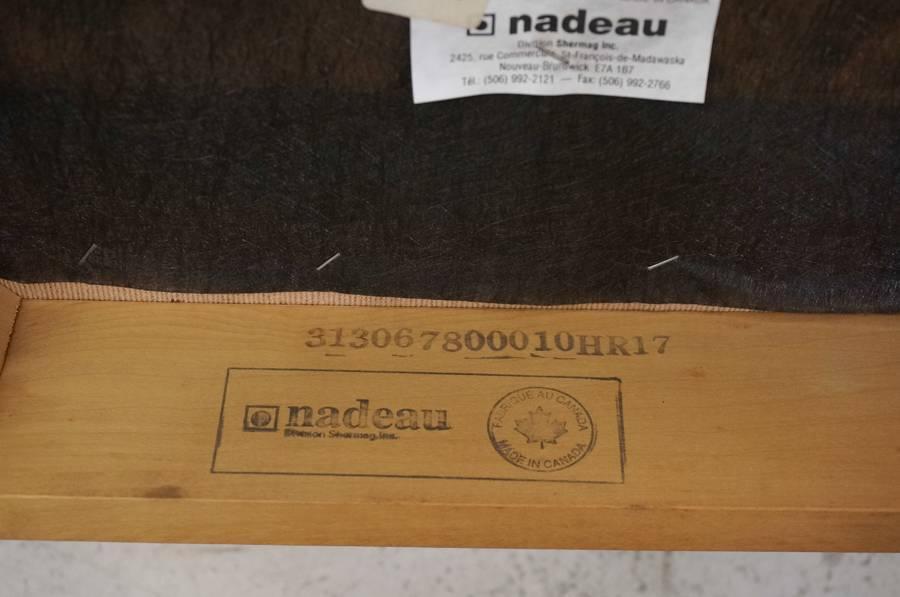 nadeau
Division Shermag Inc.
2425, rue Commerciale, St-François-de-Madawaska
Nouveau-Brunswick E7A 1B7
Tél.: (506) 992-2121 — Fax: (506) 992-2766
313067800010HR17
nadeau
Division Shermag, Inc.
FABRIQUÉ AU CANADA
MADE IN CANADA